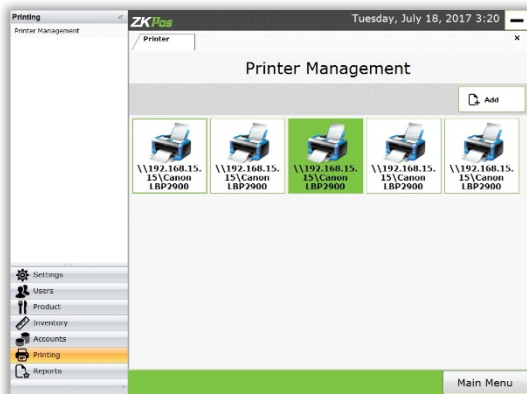 Printing «
Printer Management
ZKPos
Tuesday, July 18, 2017 3:20
Printer
×
Printer Management
Add
\\192.168.15.
15\Canon
LBP2900
\\192.168.15.
15\Canon
LBP2900
\\192.168.15.
15\Canon
LBP2900
\\192.168.15.
15\Canon
LBP2900
\\192.168.15.
15\Canon
LBP2900
Settings
Users
Product
Inventory
Accounts
Printing
Reports
Main Menu